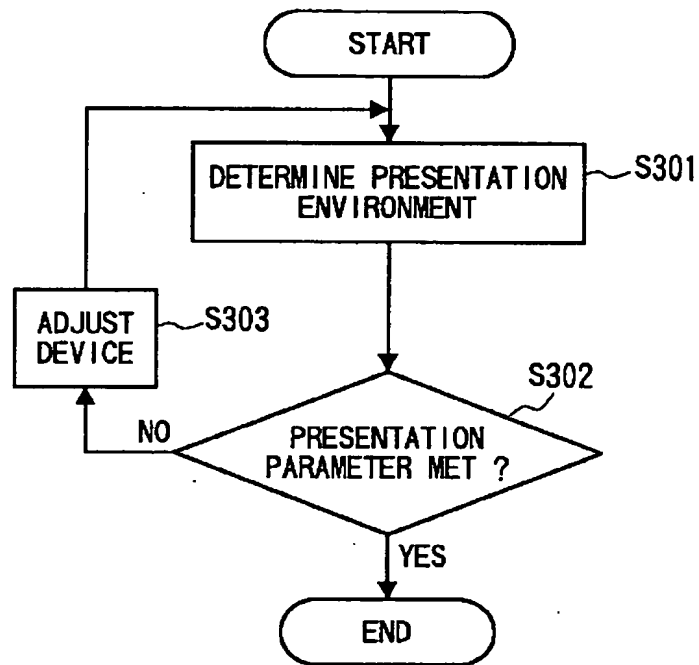 START
DETERMINE PRESENTATION
ENVIRONMENT
S301
ADJUST
DEVICE
S303
S302
NO
PRESENTATION
PARAMETER MET ?
YES
END